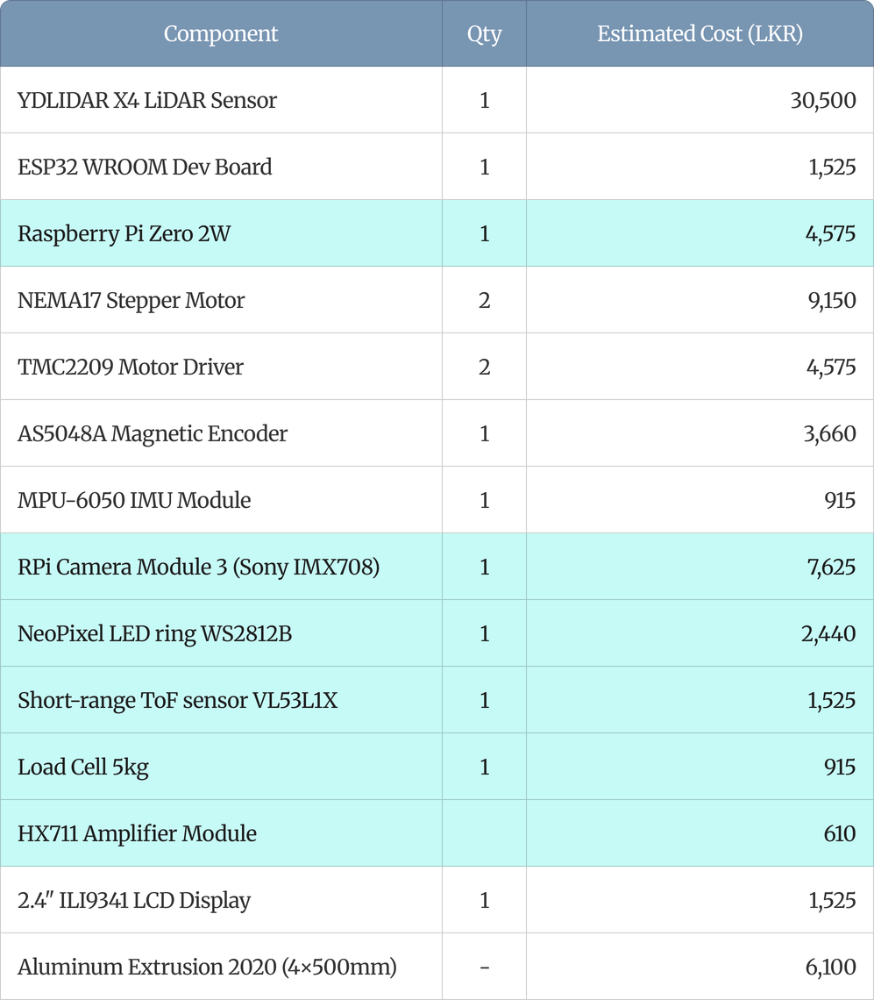 Component Qty Estimated Cost (LKR)
YDLIDAR X4 LiDAR Sensor 1 30,500
ESP32 WROOM Dev Board 1 1,525
Raspberry Pi Zero 2W 1 4,575
NEMA17 Stepper Motor 2 9,150
TMC2209 Motor Driver 2 4,575
AS5048A Magnetic Encoder 1 3,660
MPU-6050 IMU Module 1 915
RPi Camera Module 3 (Sony IMX708) 1 7,625
NeoPixel LED ring WS2812B 1 2,440
Short-range ToF sensor VL53L1X 1 1,525
Load Cell 5kg 1 915
HX711 Amplifier Module 610
2.4" ILI9341 LCD Display 1 1,525
Aluminum Extrusion 2020 (4×500mm) - 6,100